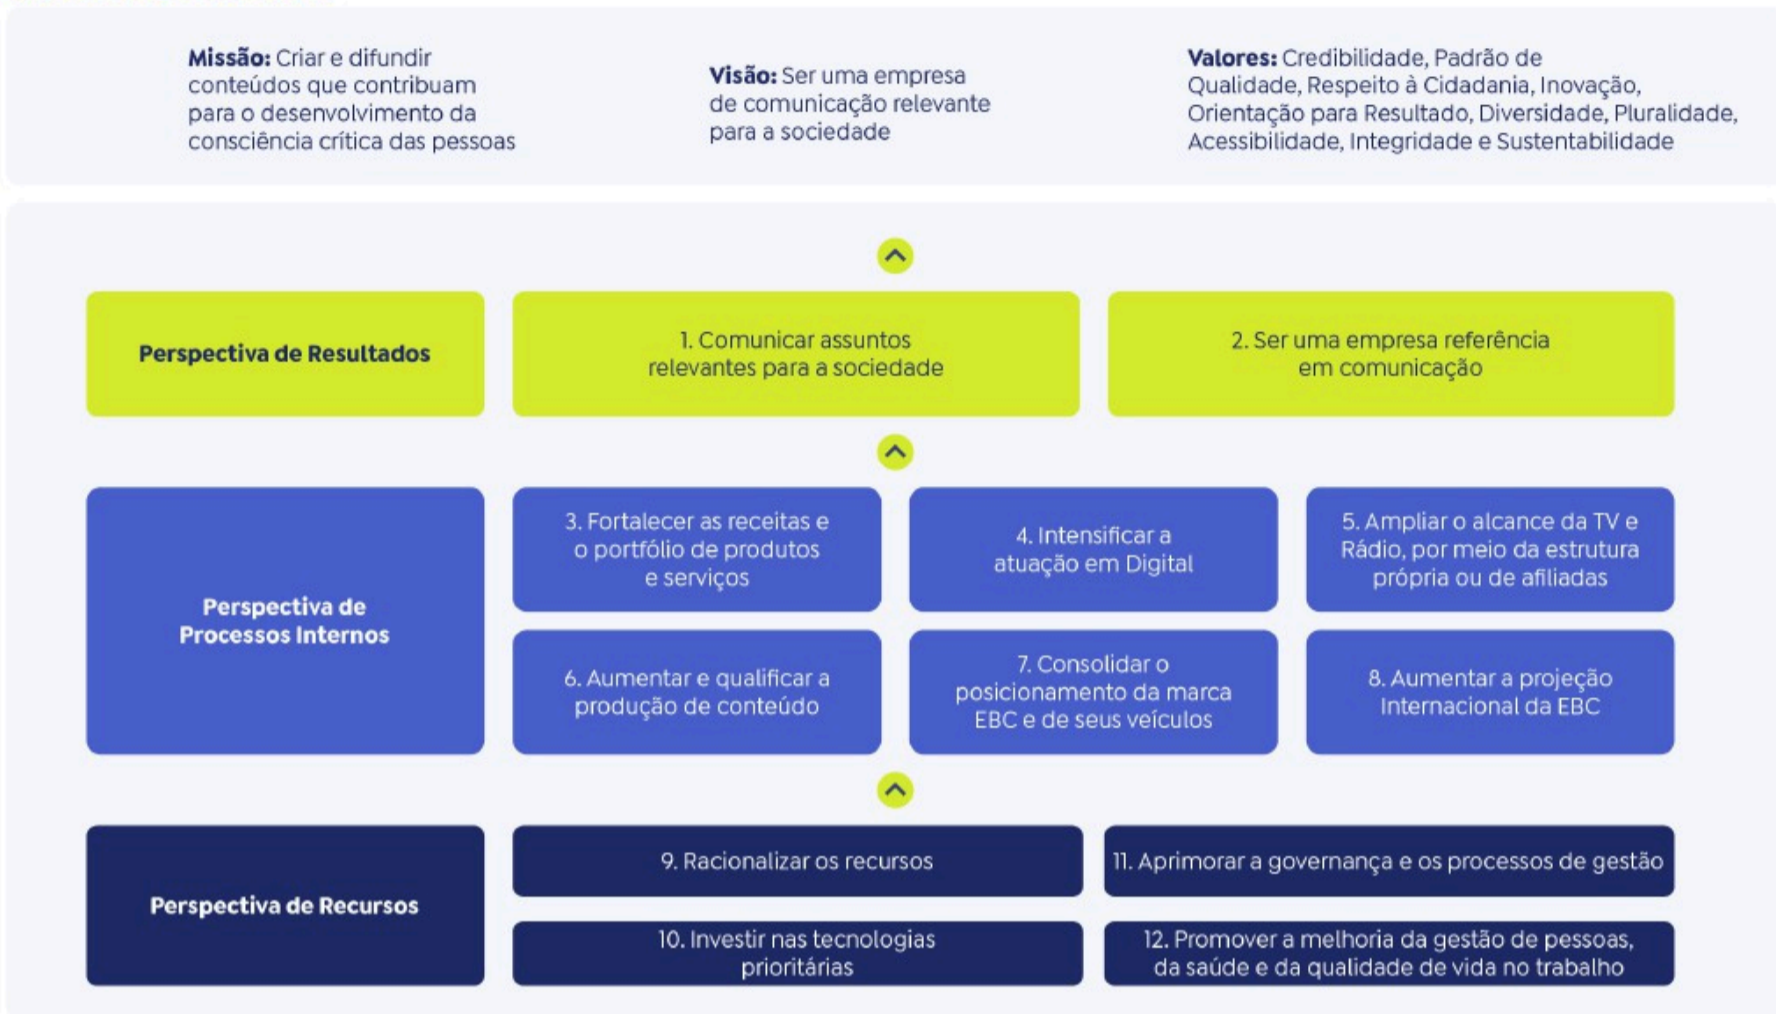 Missão: Criar e difundir
conteúdos que contribuam
para o desenvolvimento da
consciência crítica das pessoas
Visão: Ser uma empresa
de comunicação relevante
para a sociedade
Valores: Credibilidade, Padrão de
Qualidade, Respeito à Cidadania, Inovação,
Orientação para Resultado, Diversidade, Pluralidade,
Acessibilidade, Integridade e Sustentabilidade
Perspectiva de Resultados
1. Comunicar assuntos
relevantes para a sociedade
2. Ser uma empresa referência
em comunicação
Perspectiva de
Processos Internos
3. Fortalecer as receitas e
o portfólio de produtos
e serviços
4. Intensificar a
atuação em Digital
5. Ampliar o alcance da TV e
Rádio, por meio da estrutura
própria ou de afiliadas
6. Aumentar e qualificar a
produção de conteúdo
7. Consolidar o
posicionamento da marca
EBC e de seus veículos
8. Aumentar a projeção
Internacional da EBC
Perspectiva de Recursos
9. Racionalizar os recursos
11. Aprimorar a governança e os processos de gestão
10. Investir nas tecnologias
prioritárias
12. Promover a melhoria da gestão de pessoas,
da saúde e da qualidade de vida no trabalho